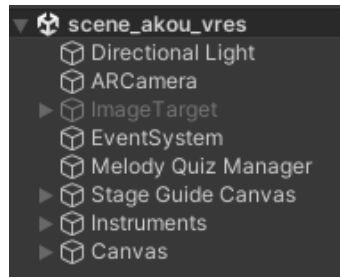 scene_akou_vres
Directional Light
ARCamera
ImageTarget
EventSystem
Melody Quiz Manager
Stage Guide Canvas
Instruments
Canvas